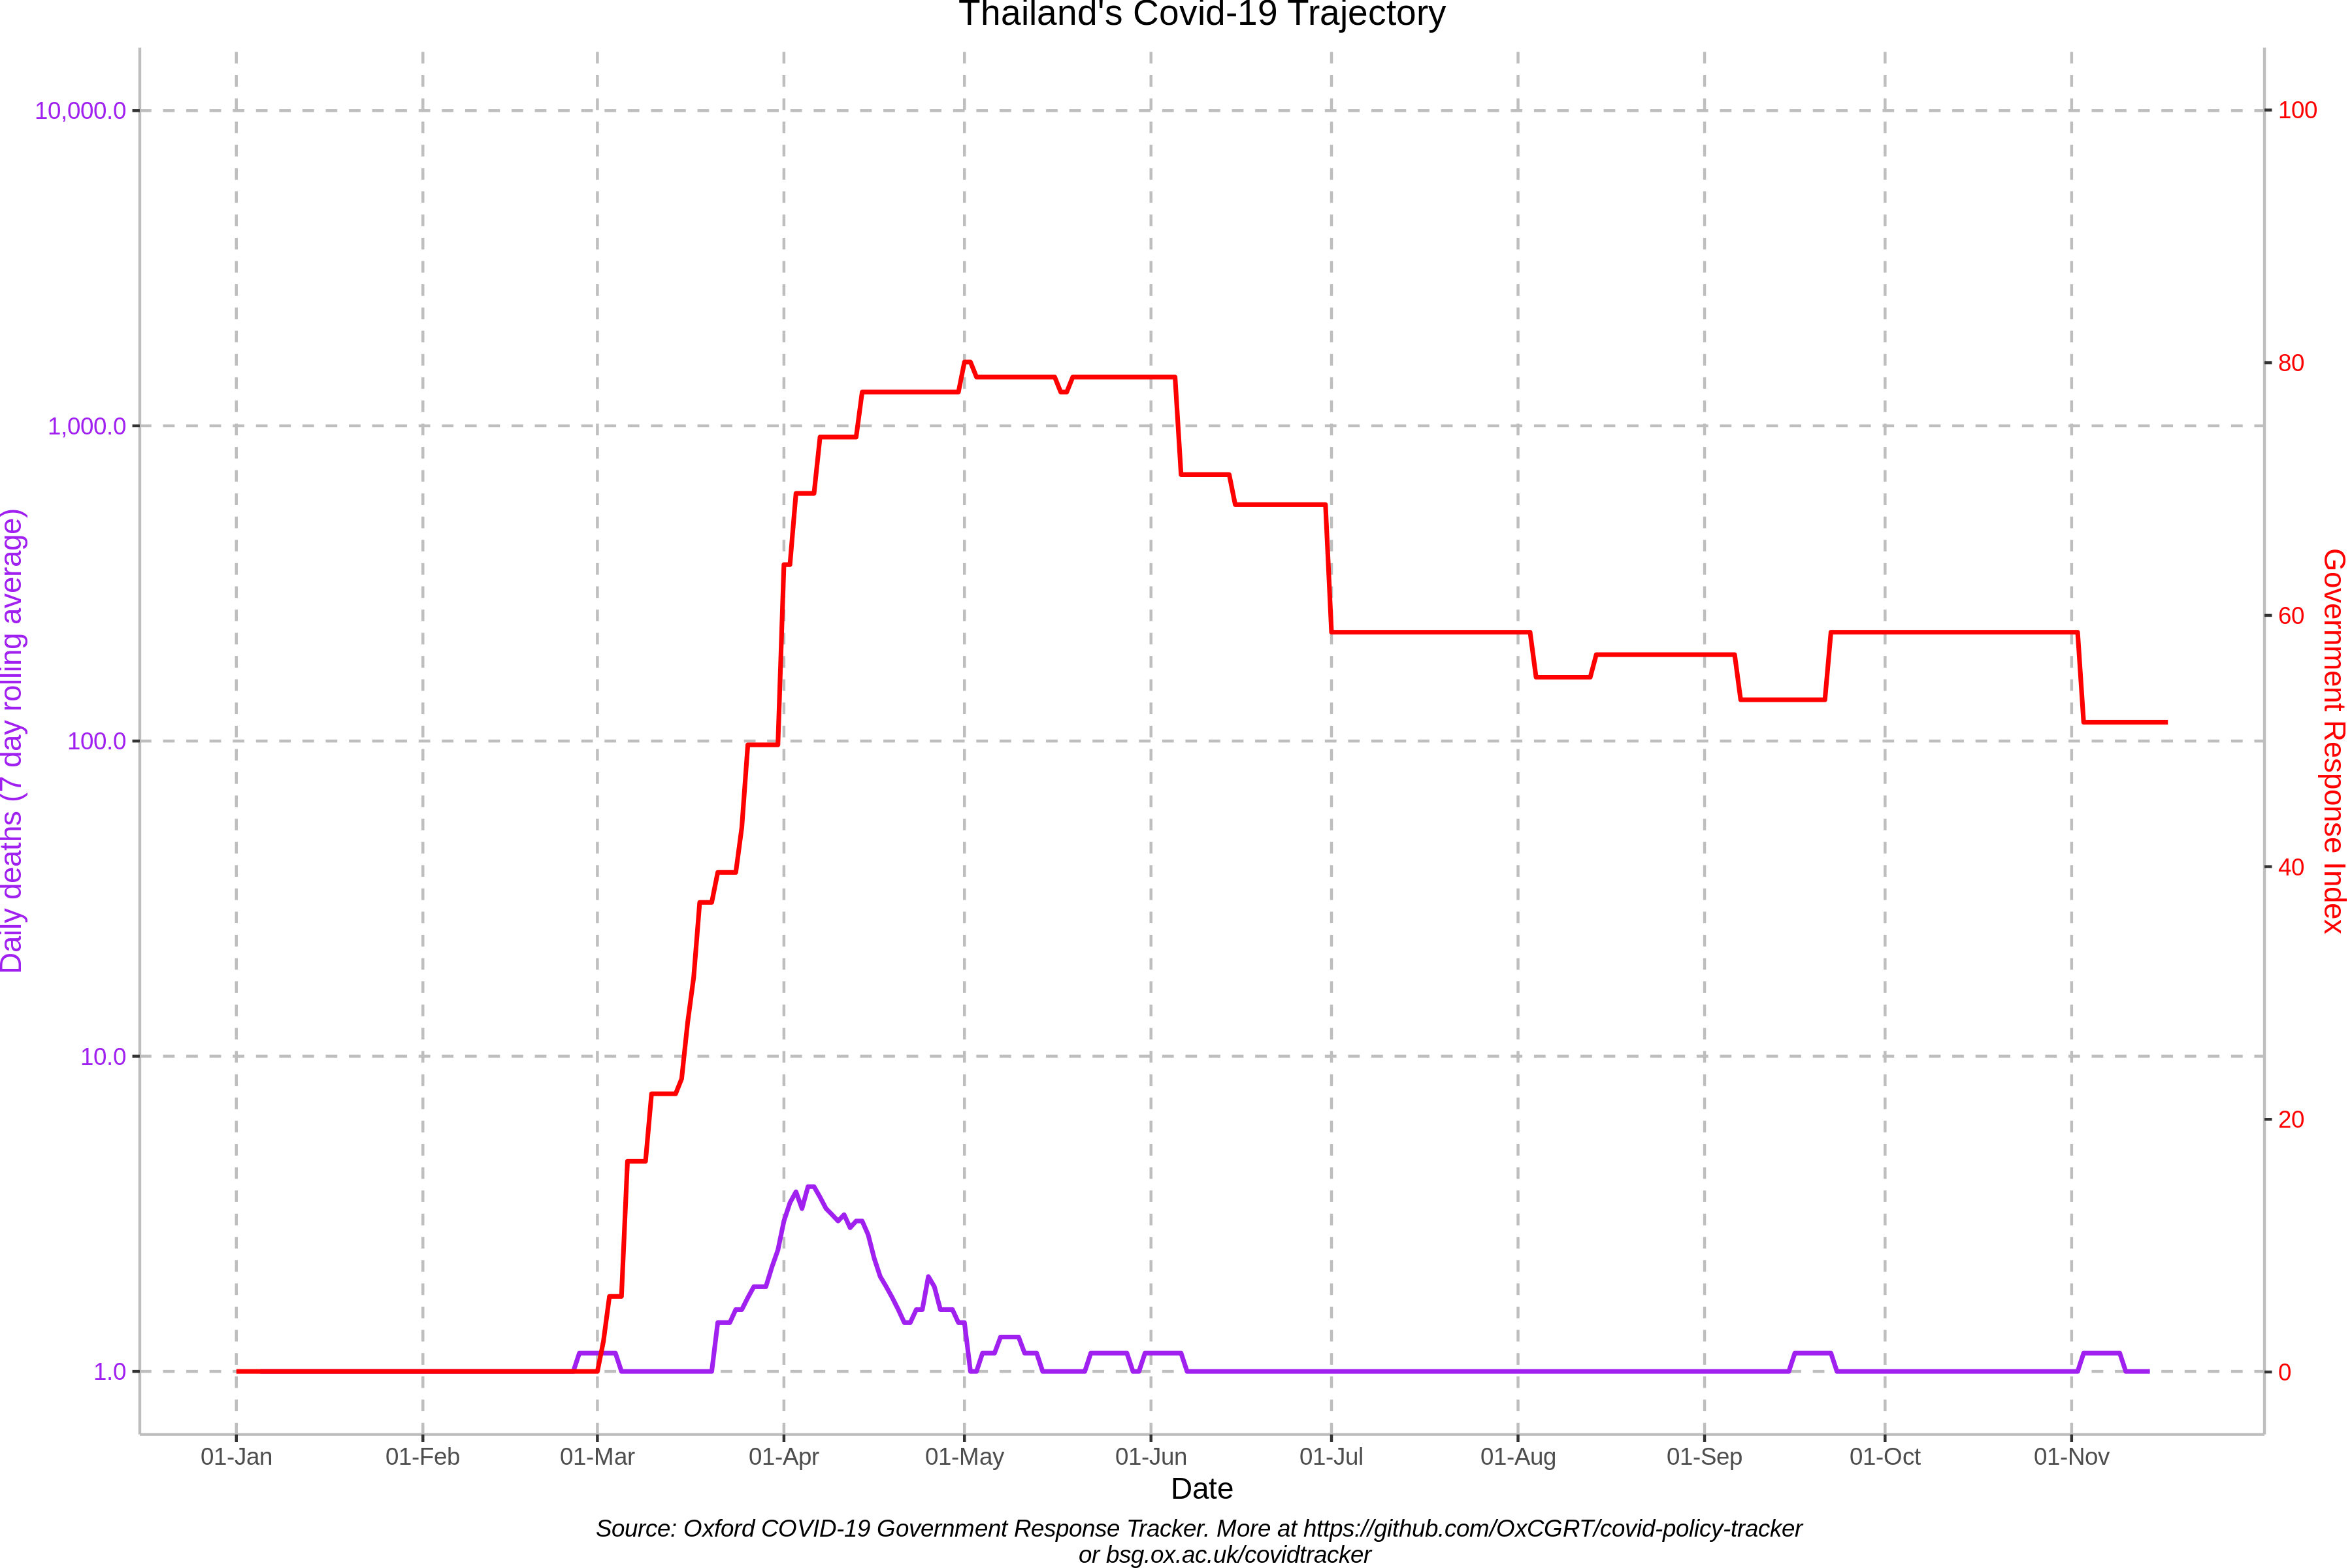 Thailand's Covid-19 Trajectory
10,000.0
1,000.0
100.0
10.0
1.0
Daily deaths (7 day rolling average)
100
80
60
40
20
0
Government Response Index
01-Jan 01-Feb 01-Mar 01-Apr 01-May 01-Jun 01-Jul 01-Aug 01-Sep 01-Oct 01-Nov
Date
Source: Oxford COVID-19 Government Response Tracker. More at https://github.com/OxCGRT/covid-policy-tracker
or bsg.ox.ac.uk/covidtracker